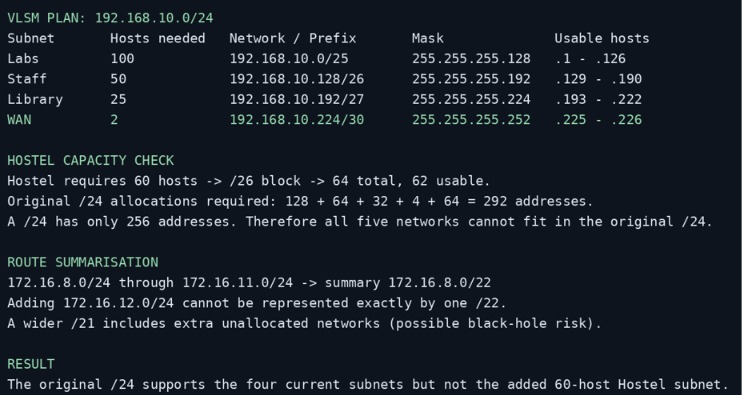 VLSM PLAN: 192.168.10.0/24
Subnet Hosts needed Network / Prefix Mask Usable hosts
Labs 100 192.168.10.0/25 255.255.255.128 .1 - .126
Staff 50 192.168.10.128/26 255.255.255.192 .129 - .190
Library 25 192.168.10.192/27 255.255.255.224 .193 - .222
WAN 2 192.168.10.224/30 255.255.255.252 .225 - .226
HOSTEL CAPACITY CHECK
Hostel requires 60 hosts -> /26 block -> 64 total, 62 usable.
Original /24 allocations required: 128 + 64 + 32 + 4 + 64 = 292 addresses.
A /24 has only 256 addresses. Therefore all five networks cannot fit in the original /24.
ROUTE SUMMARISATION
172.16.8.0/24 through 172.16.11.0/24 -> summary 172.16.8.0/22
Adding 172.16.12.0/24 cannot be represented exactly by one /22.
A wider /21 includes extra unallocated networks (possible black-hole risk).
RESULT
The original /24 supports the four current subnets but not the added 60-host Hostel subnet.